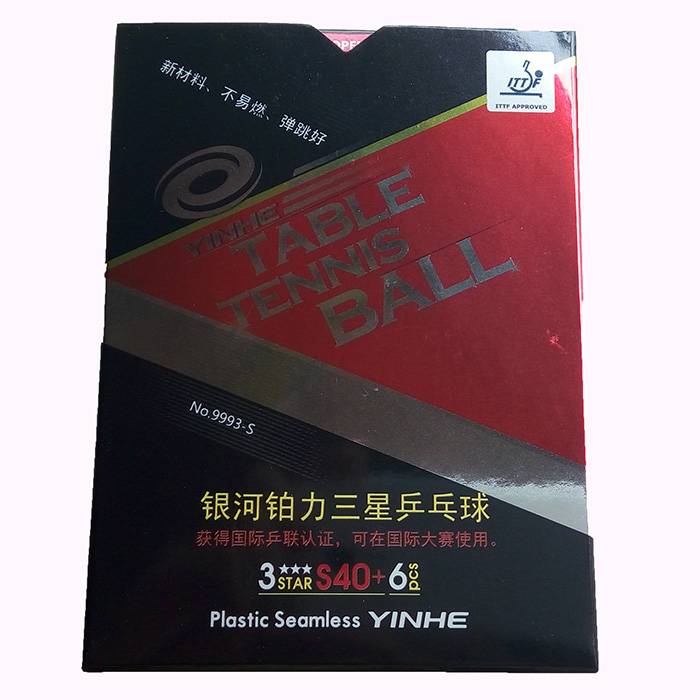 OPE
新材料、不易燃、弹跳好
ITTF
ITTF APPROVED
YINHE
TABLE
TENNIS
BALL
No.9993-S
银河铂力三星乒乓球
获得国际乒联认证，可在国际大赛使用。
3 STAR S40+ 6pcs
Plastic Seamless YINHE